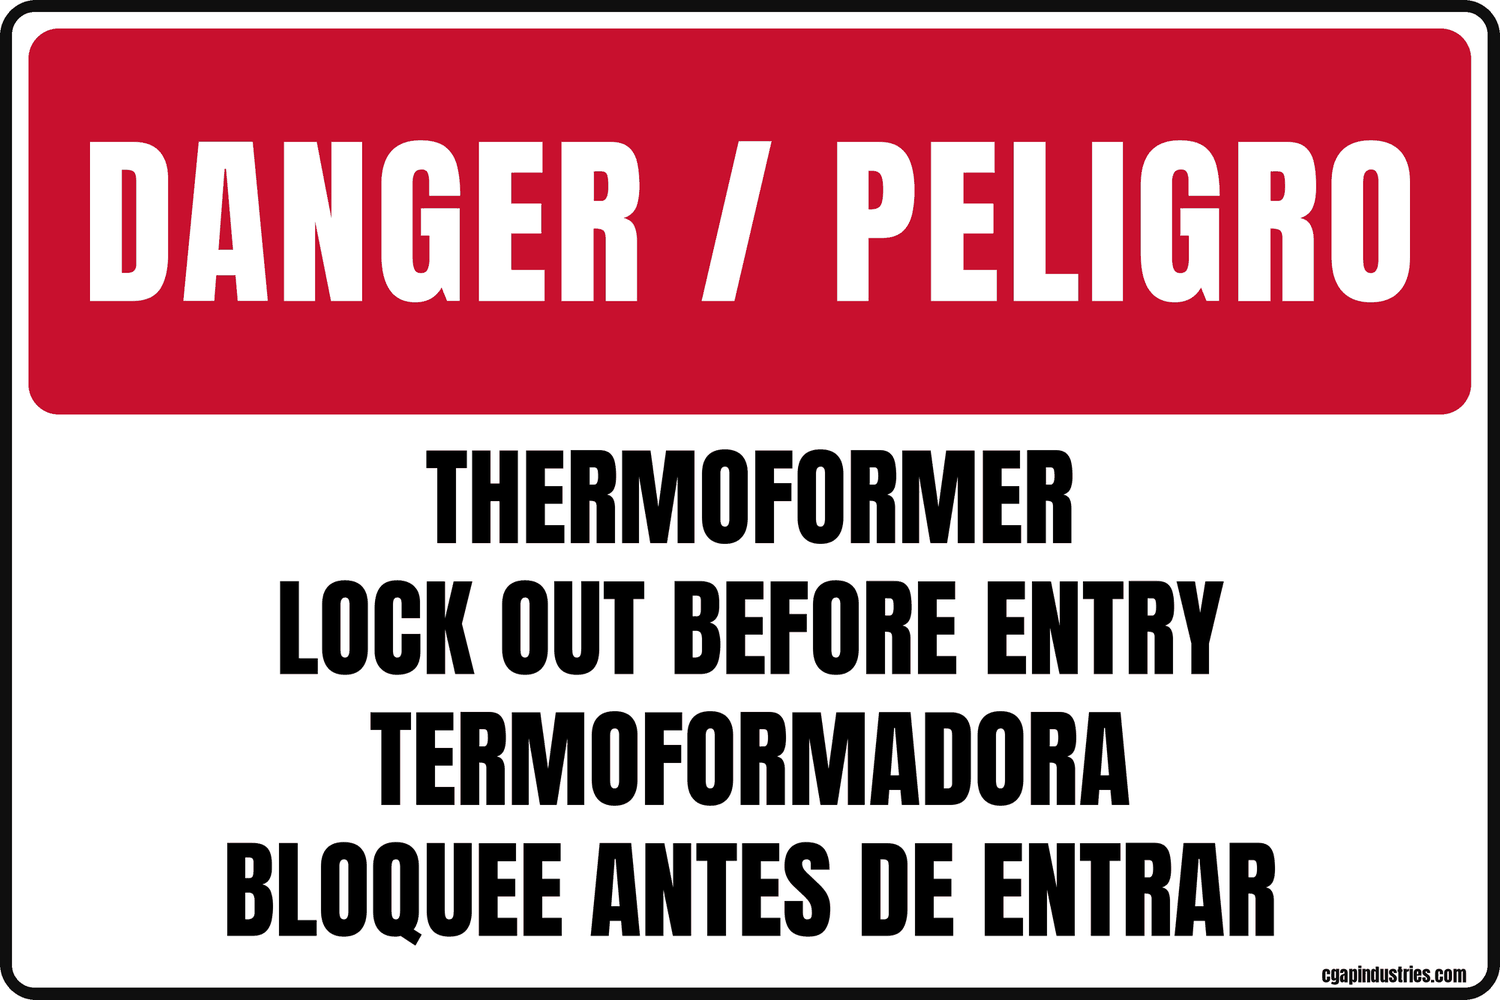 DANGER / PELIGRO
THERMOFORMER
LOCK OUT BEFORE ENTRY
TERMOFORMADORA
BLOQUEE ANTES DE ENTRAR
cgapindustries.com